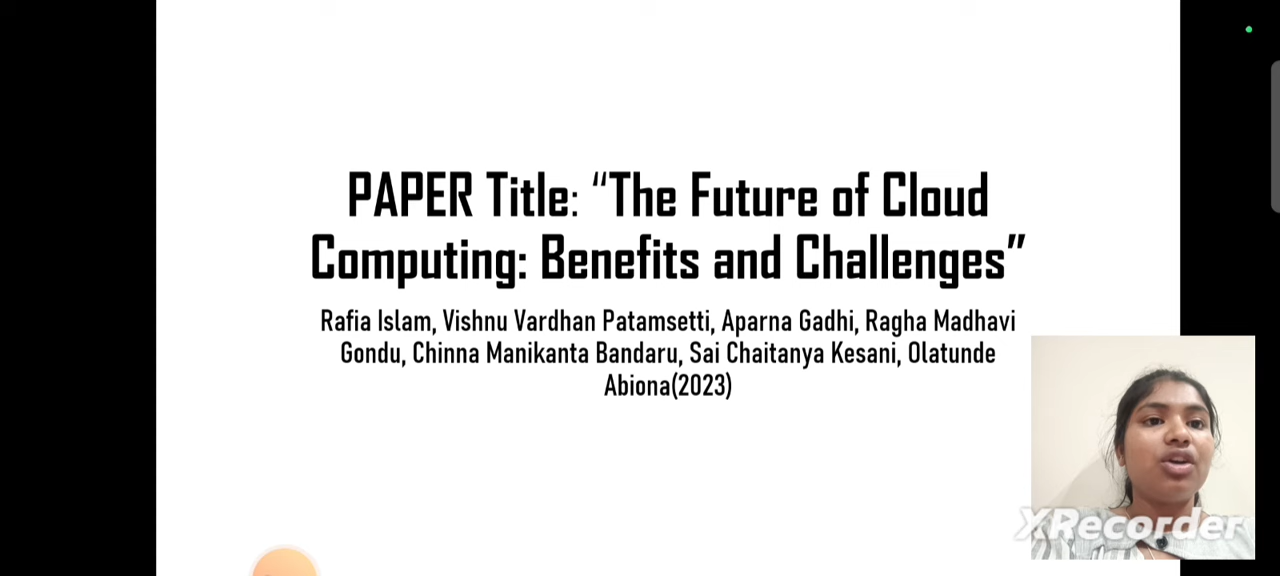 PAPER Title: “The Future of Cloud
Computing: Benefits and Challenges”
Rafia Islam, Vishnu Vardhan Patamsetti, Aparna Gadhi, Ragha Madhavi
Gondu, Chinna Manikanta Bandaru, Sai Chaitanya Kesani, Olatunde
Abiona(2023)
XRecorder